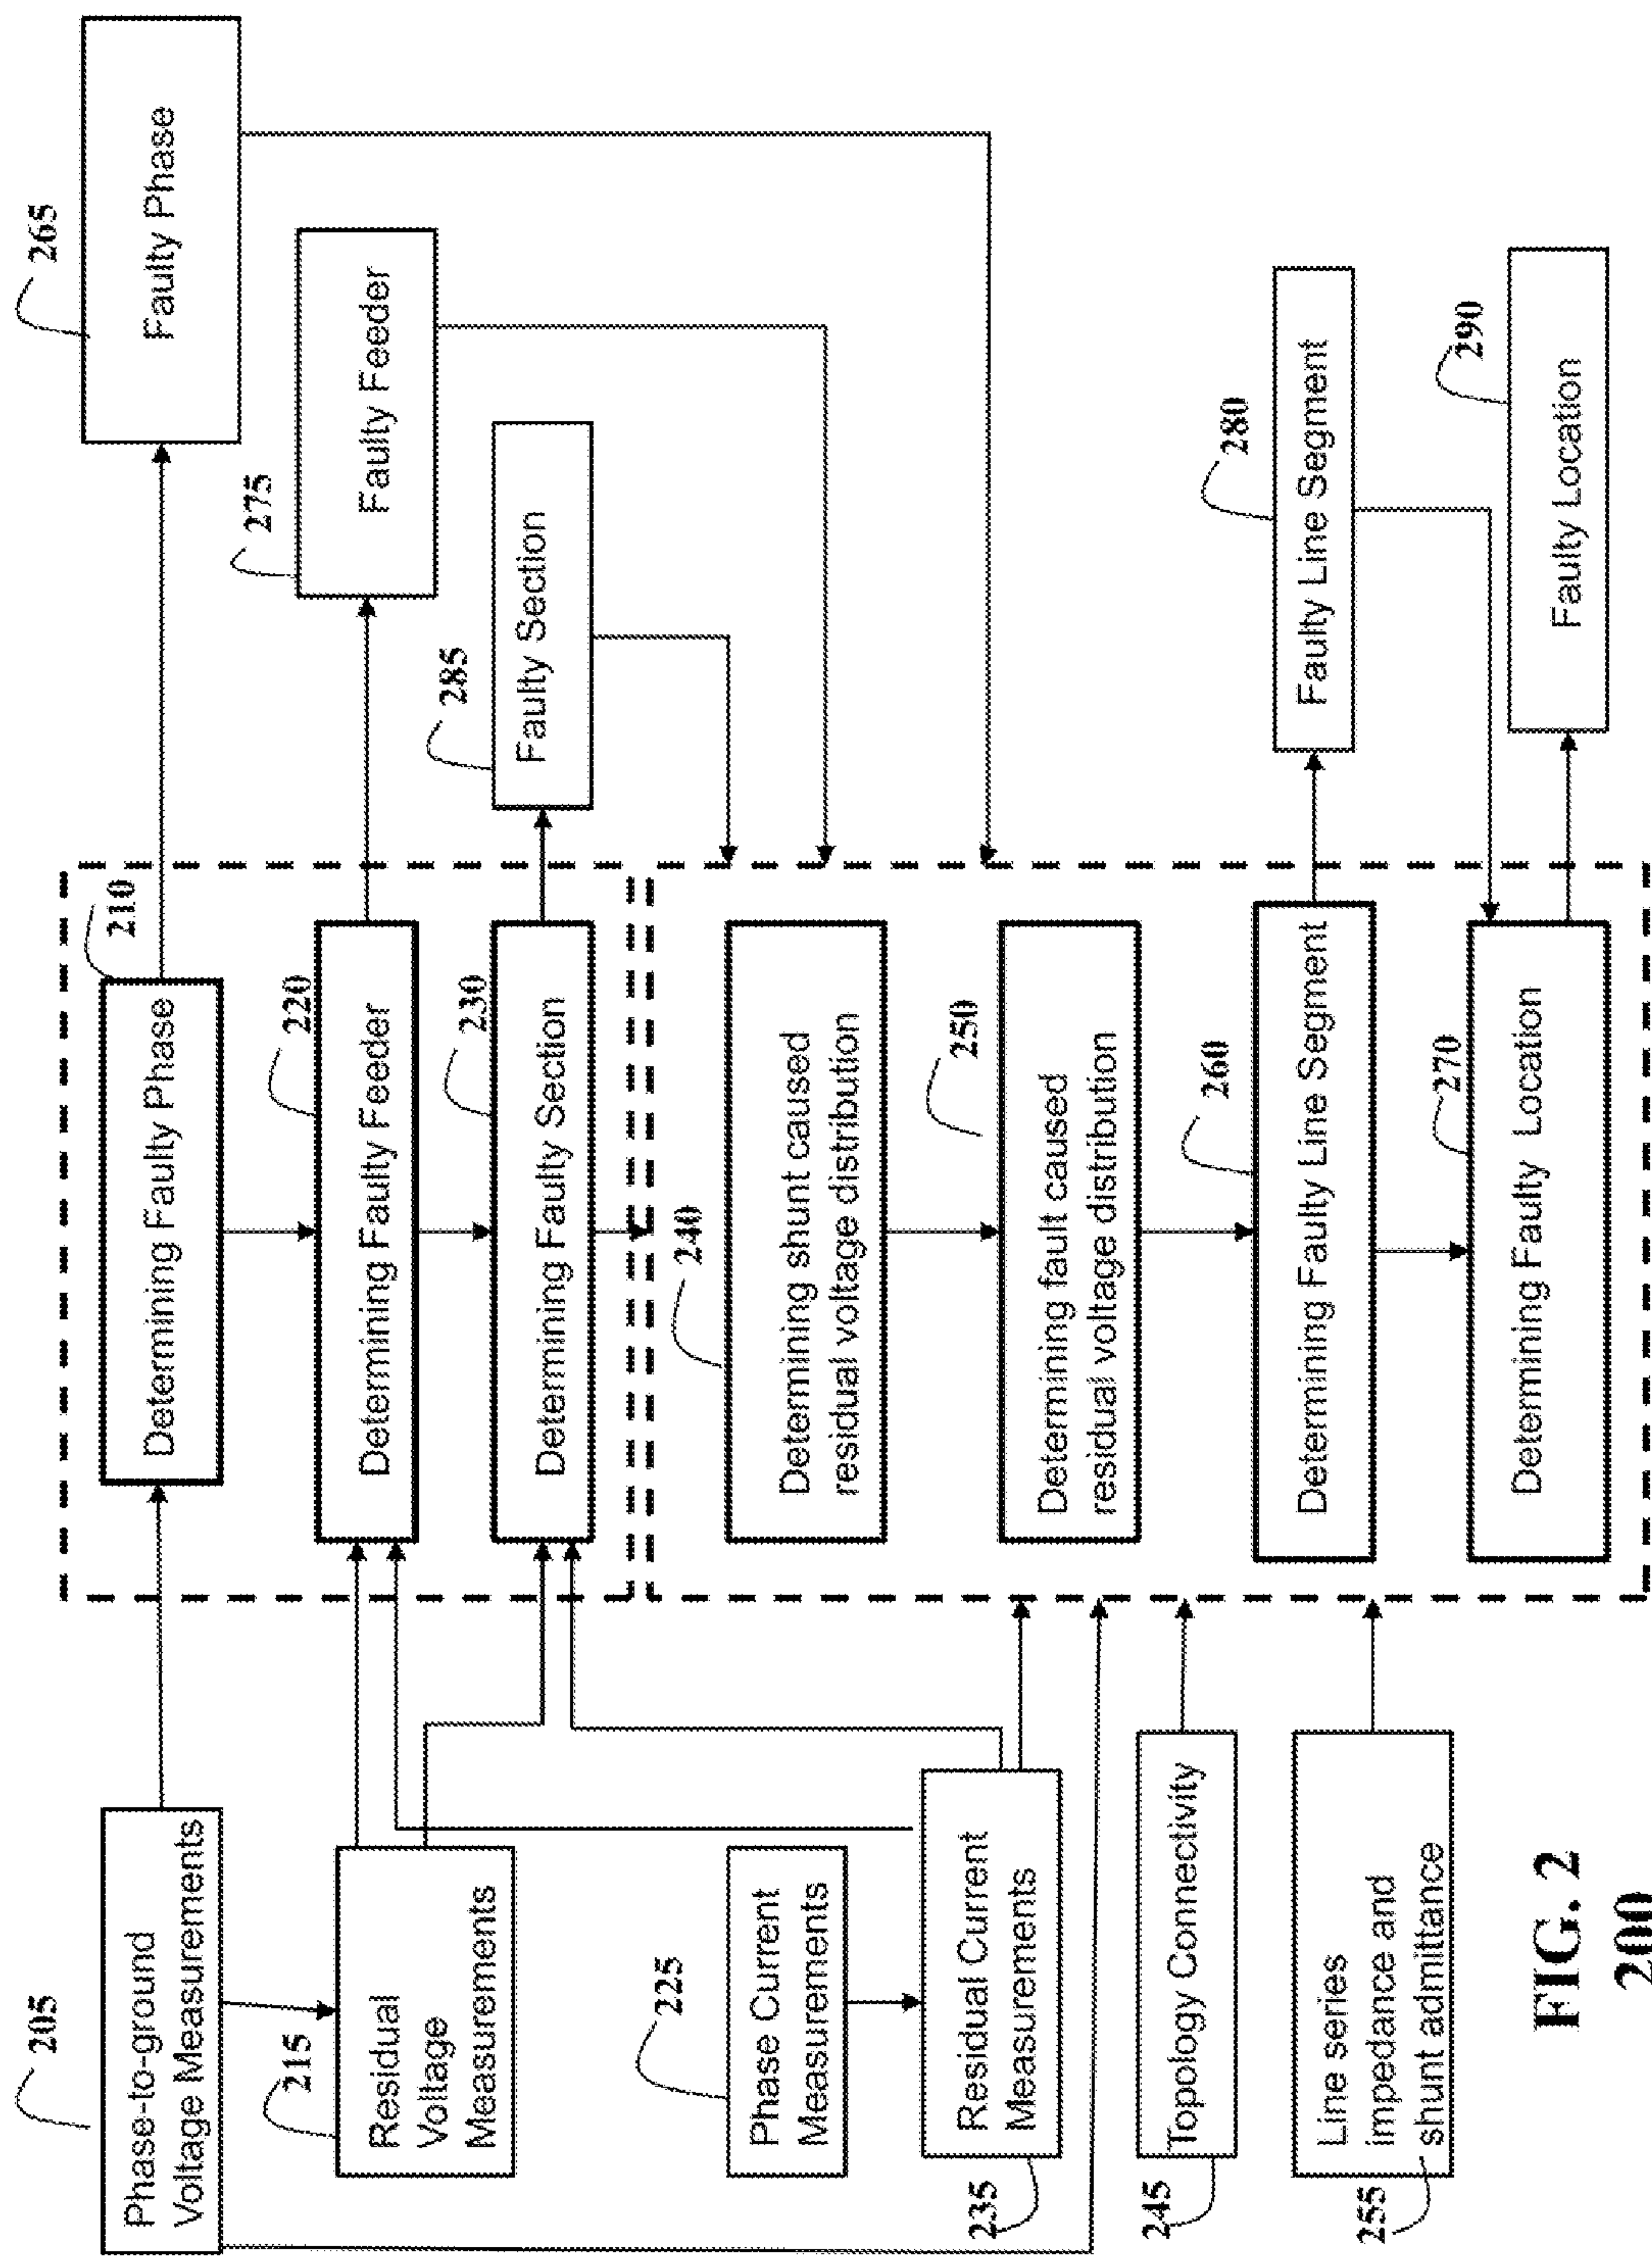 205
Phase-to-ground
Voltage Measurements
215
Residual
Voltage
Measurements
225
Phase Current
Measurements
235
Residual Current
Measurements
245
Topology Connectivity
255
Line series
impedance and
shunt admittance
210
Determining Faulty Phase
220
Determining Faulty Feeder
230
Determining Faulty Section
240
Determining shunt caused
residual voltage distribution
250
Determining fault caused
residual voltage distribution
260
Determining Faulty Line Segment
270
Determining Faulty Location
265
Faulty Phase
275
Faulty Feeder
285
Faulty Section
280
Faulty Line Segment
290
Faulty Location
FIG. 2
200